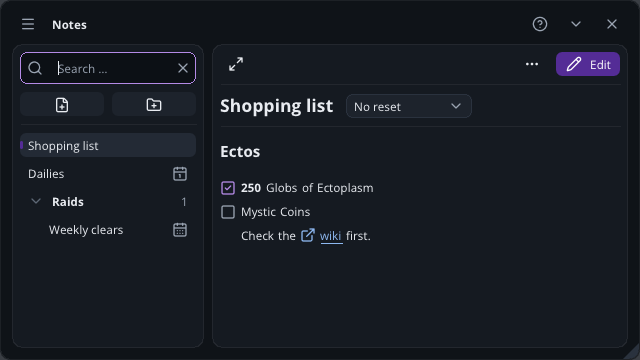 Notes
Search ...
Shopping list
Dailies
Raids 1
Weekly clears
Edit
Shopping list No reset
Ectos
250 Globs of Ectoplasm
Mystic Coins
Check the wiki first.